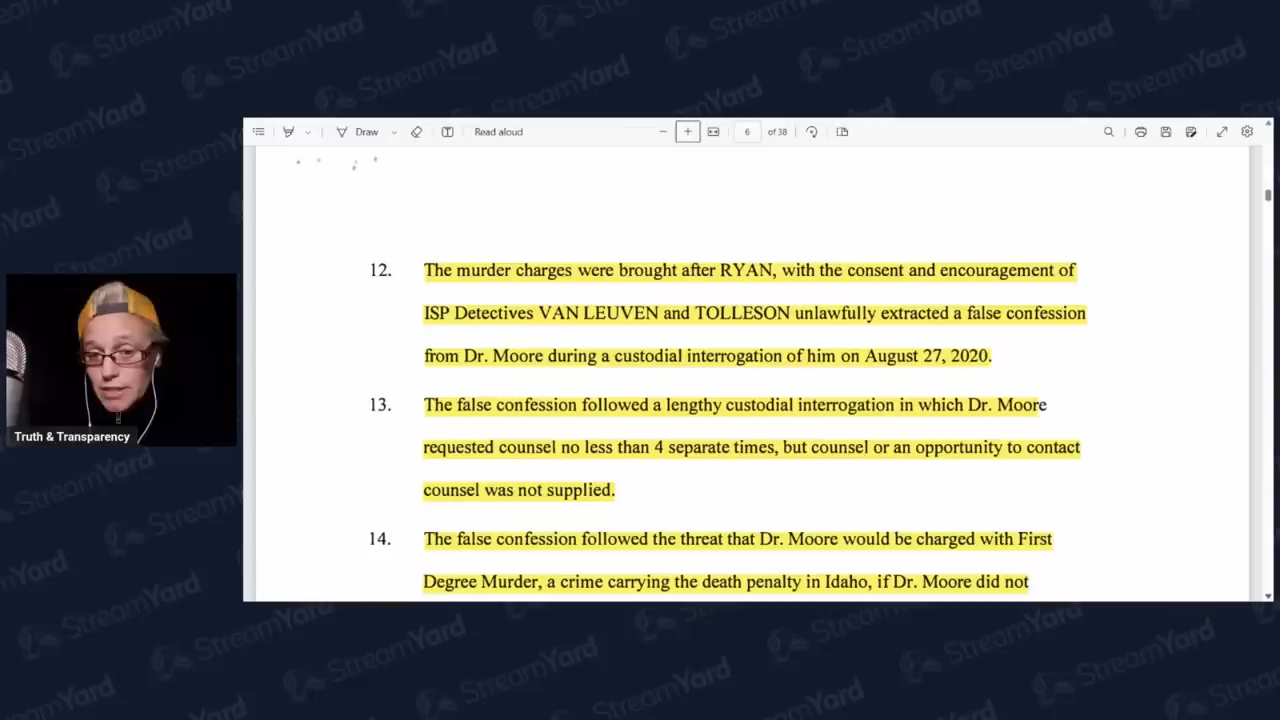 Read aloud
Draw
6 of 38
12. The murder charges were brought after RYAN, with the consent and encouragement of
ISP Detectives VAN LEUVEN and TOLLESON unlawfully extracted a false confession
from Dr. Moore during a custodial interrogation of him on August 27, 2020.
13. The false confession followed a lengthy custodial interrogation in which Dr. Moore
requested counsel no less than 4 separate times, but counsel or an opportunity to contact
counsel was not supplied.
14. The false confession followed the threat that Dr. Moore would be charged with First
Degree Murder, a crime carrying the death penalty in Idaho, if Dr. Moore did not
Truth & Transparency
StreamYard